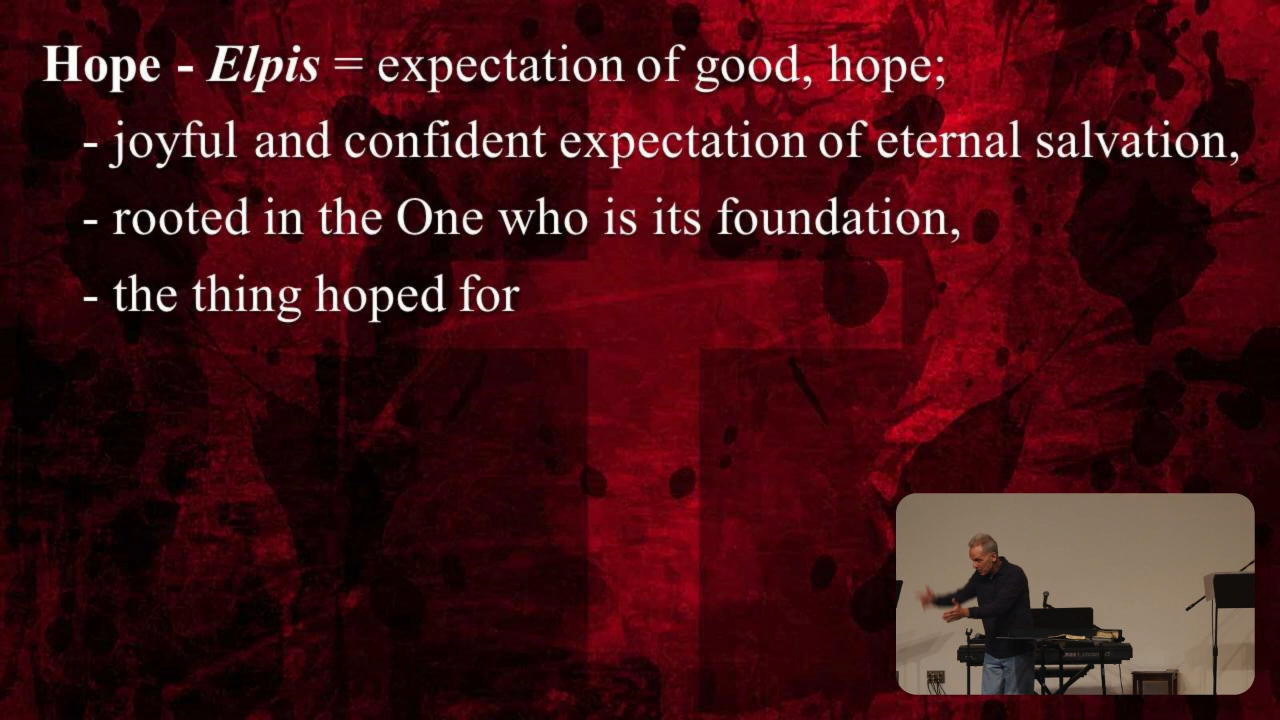 Hope - Elpis = expectation of good, hope;
- joyful and confident expectation of eternal salvation,
- rooted in the One who is its foundation,
- the thing hoped for